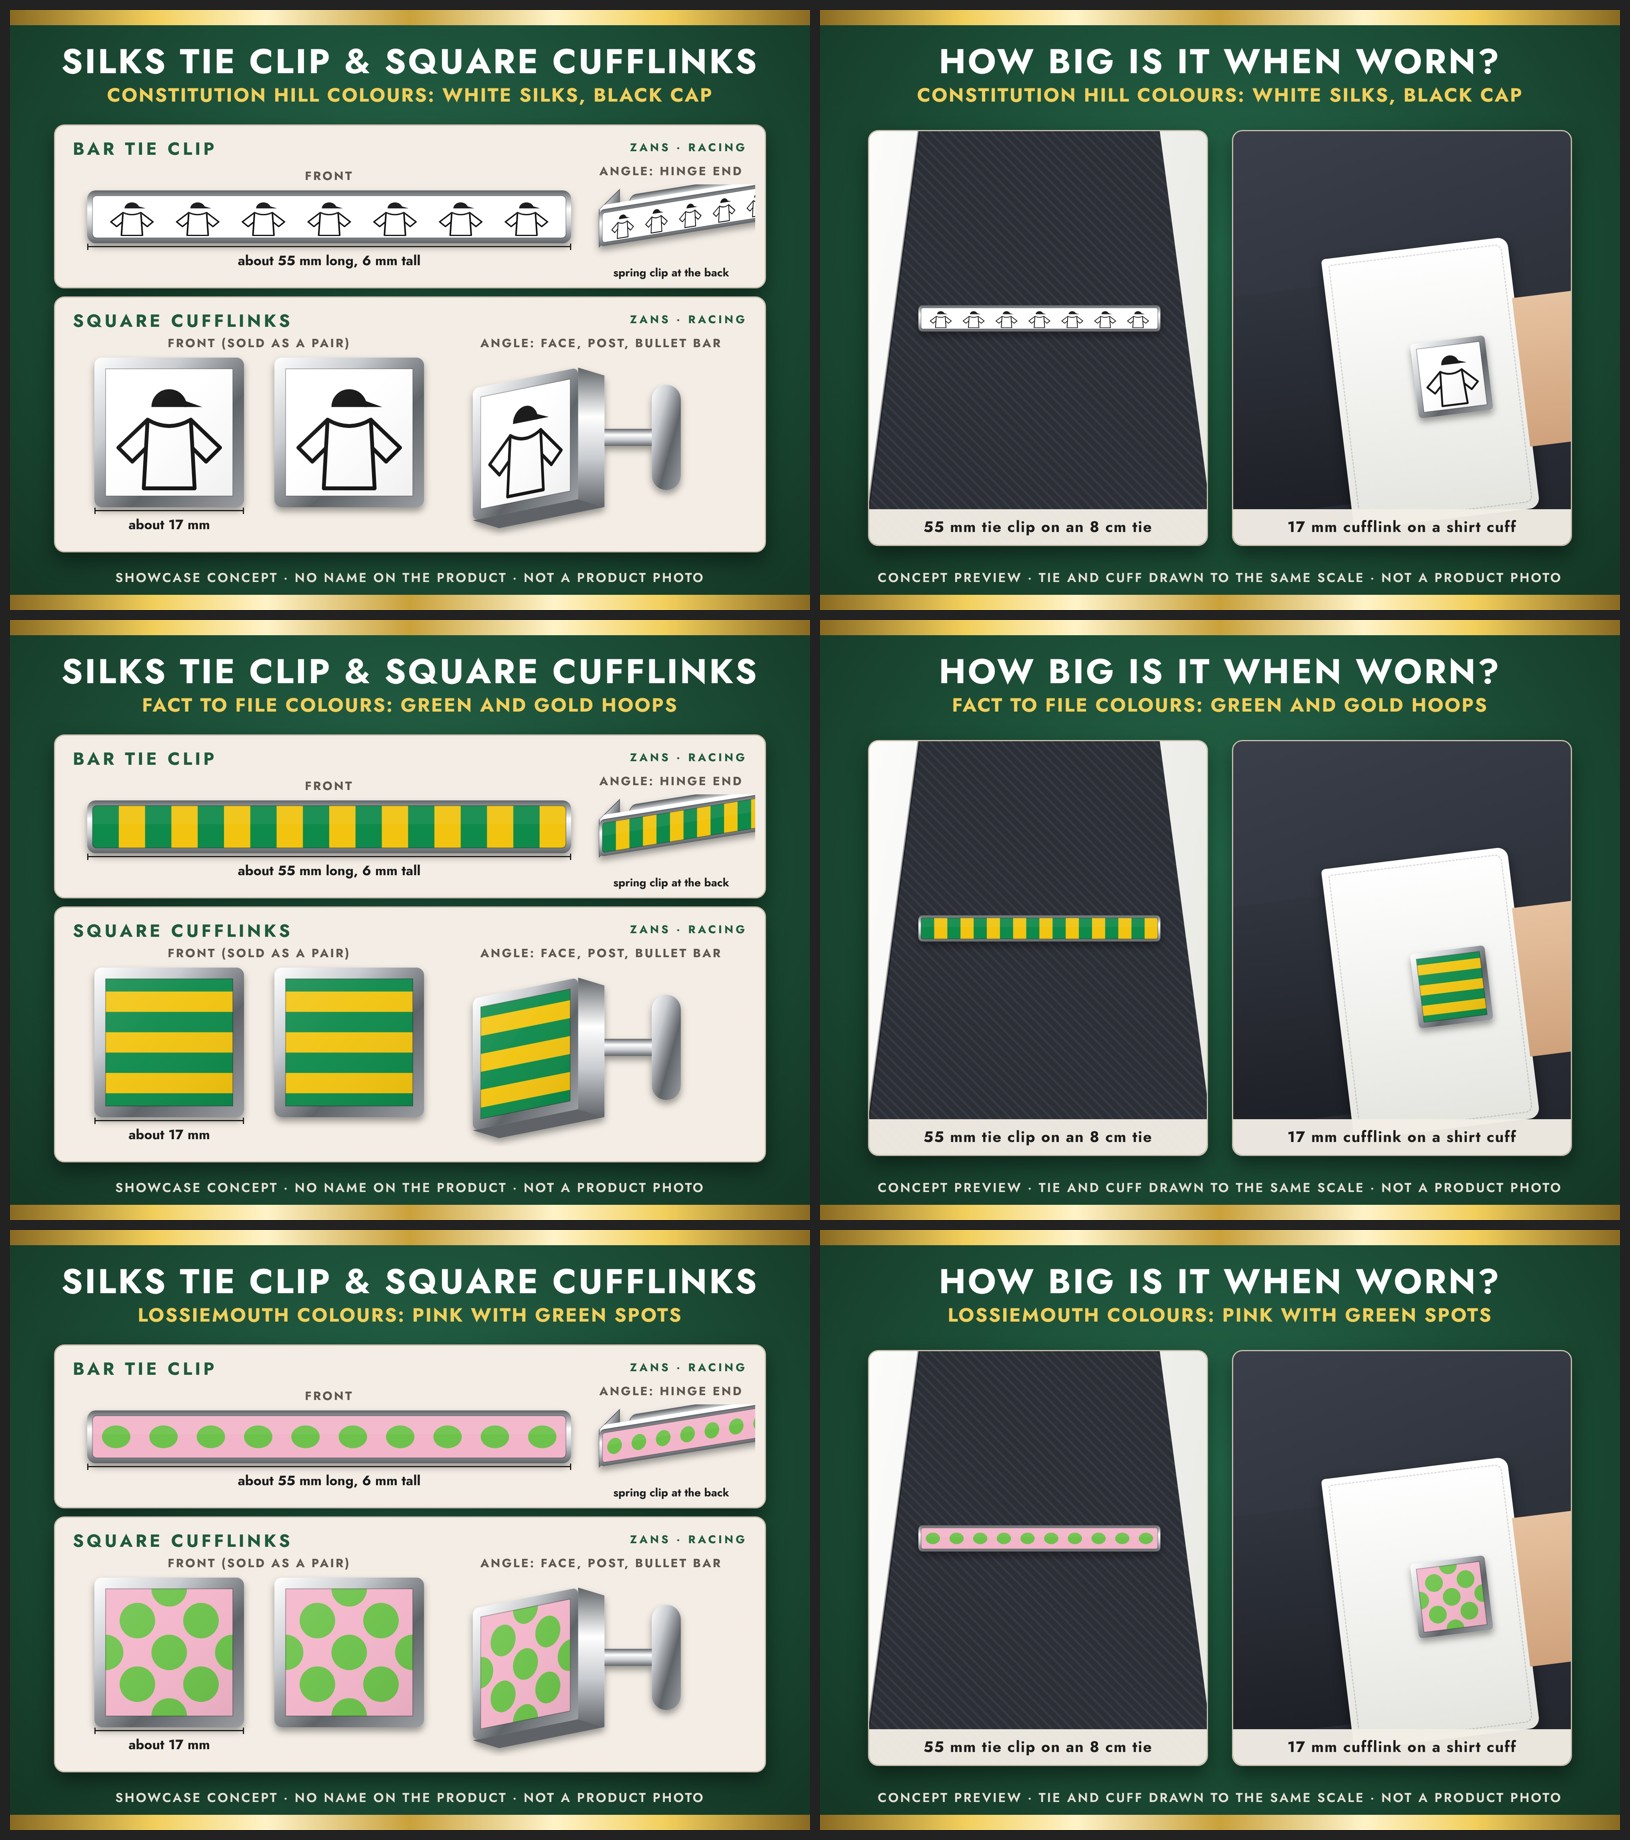 SILKS TIE CLIP & SQUARE CUFFLINKS
CONSTITUTION HILL COLOURS: WHITE SILKS, BLACK CAP
BAR TIE CLIP
ZANS · RACING
FRONT
ANGLE: HINGE END
about 55 mm long, 6 mm tall
spring clip at the back
SQUARE CUFFLINKS
ZANS · RACING
FRONT (SOLD AS A PAIR)
ANGLE: FACE, POST, BULLET BAR
about 17 mm
SHOWCASE CONCEPT · NO NAME ON THE PRODUCT · NOT A PRODUCT PHOTO
HOW BIG IS IT WHEN WORN?
CONSTITUTION HILL COLOURS: WHITE SILKS, BLACK CAP
55 mm tie clip on an 8 cm tie
17 mm cufflink on a shirt cuff
CONCEPT PREVIEW · TIE AND CUFF DRAWN TO THE SAME SCALE · NOT A PRODUCT PHOTO
SILKS TIE CLIP & SQUARE CUFFLINKS
FACT TO FILE COLOURS: GREEN AND GOLD HOOPS
BAR TIE CLIP
ZANS · RACING
FRONT
ANGLE: HINGE END
about 55 mm long, 6 mm tall
spring clip at the back
SQUARE CUFFLINKS
ZANS · RACING
FRONT (SOLD AS A PAIR)
ANGLE: FACE, POST, BULLET BAR
about 17 mm
SHOWCASE CONCEPT · NO NAME ON THE PRODUCT · NOT A PRODUCT PHOTO
HOW BIG IS IT WHEN WORN?
FACT TO FILE COLOURS: GREEN AND GOLD HOOPS
55 mm tie clip on an 8 cm tie
17 mm cufflink on a shirt cuff
CONCEPT PREVIEW · TIE AND CUFF DRAWN TO THE SAME SCALE · NOT A PRODUCT PHOTO
SILKS TIE CLIP & SQUARE CUFFLINKS
LOSSIEMOUTH COLOURS: PINK WITH GREEN SPOTS
BAR TIE CLIP
ZANS · RACING
FRONT
ANGLE: HINGE END
about 55 mm long, 6 mm tall
spring clip at the back
SQUARE CUFFLINKS
ZANS · RACING
FRONT (SOLD AS A PAIR)
ANGLE: FACE, POST, BULLET BAR
about 17 mm
SHOWCASE CONCEPT · NO NAME ON THE PRODUCT · NOT A PRODUCT PHOTO
HOW BIG IS IT WHEN WORN?
LOSSIEMOUTH COLOURS: PINK WITH GREEN SPOTS
55 mm tie clip on an 8 cm tie
17 mm cufflink on a shirt cuff
CONCEPT PREVIEW · TIE AND CUFF DRAWN TO THE SAME SCALE · NOT A PRODUCT PHOTO